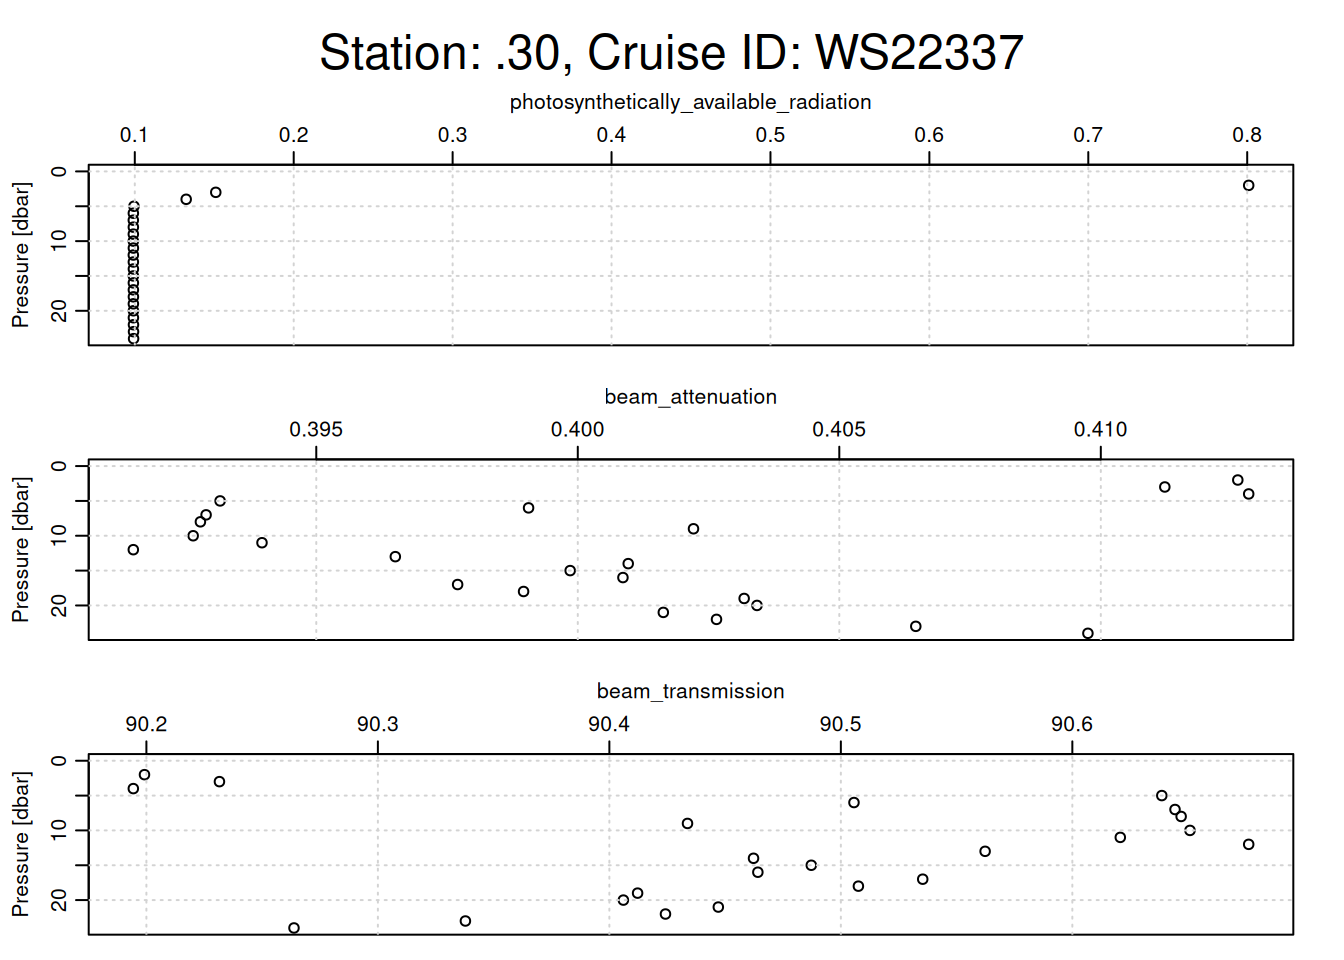 Station: .30, Cruise ID: WS22337
photosynthetically_available_radiation
0.1 0.2 0.3 0.4 0.5 0.6 0.7 0.8
Pressure [dbar]
0
10
20
beam_attenuation
0.395 0.400 0.405 0.410
Pressure [dbar]
0
10
20
beam_transmission
90.2 90.3 90.4 90.5 90.6
Pressure [dbar]
0
10
20